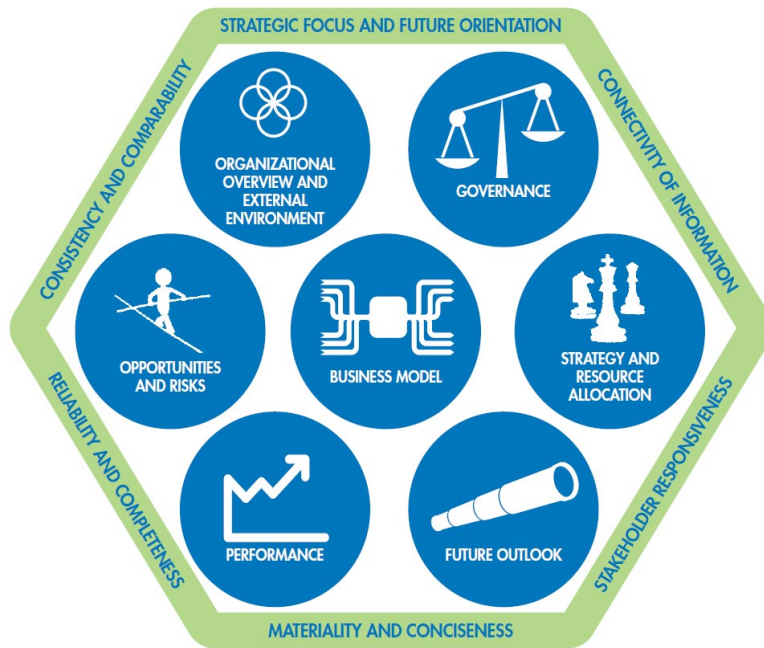 STRATEGIC FOCUS AND FUTURE ORIENTATION
CONSISTENCY AND COMPARABILITY
CONNECTIVITY OF INFORMATION
ORGANIZATIONAL
OVERVIEW AND
EXTERNAL
ENVIRONMENT
GOVERNANCE
OPPORTUNITIES
AND RISKS
BUSINESS MODEL
STRATEGY AND
RESOURCE
ALLOCATION
RELIABILITY AND COMPLETENESS
STAKEHOLDER RESPONSIVENESS
PERFORMANCE
FUTURE OUTLOOK
MATERIALITY AND CONCISENESS